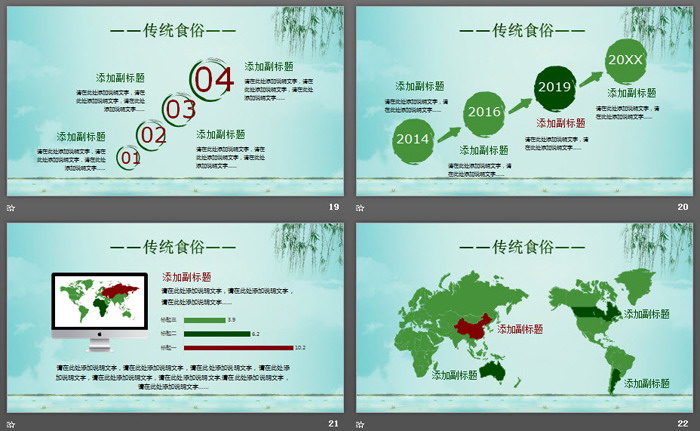 ——传统食俗——
04
添加副标题
请在此处添加说明文字，请在此处添加说明文字，请在此处添加说明文字……
添加副标题
请在此处添加说明文字，请在
此处添加说明文字，请在此处
添加说明文字……
03
添加副标题
请在此处添加说明文字，请在
此处添加说明文字，请在此处
添加说明文字……
02
添加副标题
请在此处添加说明文字，请在
此处添加说明文字，请在此处
添加说明文字……
01
19
——传统食俗——
20XX
添加副标题
请在此处添加说明文字，请
在此处添加说明文字……
2019
添加副标题
请在此处添加说明文字，请
在此处添加说明文字……
添加副标题
请在此处添加说明文字，请
在此处添加说明文字……
2016
添加副标题
请在此处添加说明文字，请
在此处添加说明文字……
2014
20
——传统食俗——
添加副标题
请在此处添加说明文字，请在此处添加说明文字，
请在此处添加说明文字……
标题三 3.9
标题二 6.2
标题一 10.2
请在此处添加说明文字，请在此处添加说明文字，请在此处添加说明文字，请在此处添
加说明文字，请在此处添加说明文字，请在此处添加说明文字，请在此处添加说明文字，
请在此处添加说明文字……
21
——传统食俗——
添加副标题
添加副标题
添加副标题
添加副标题
22